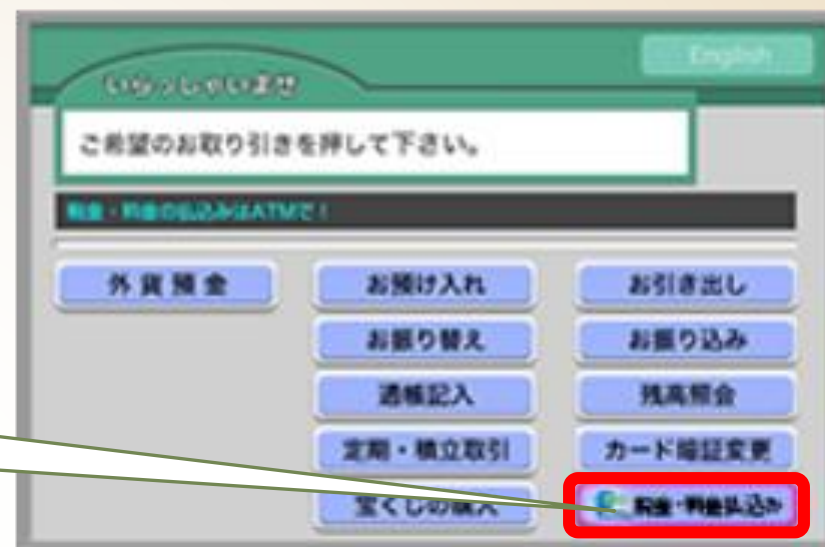 English
いらっしゃいませ
ご希望のお取り引きを押して下さい。
税金・料金の払込みはATMで!
外貨預金 お預け入れ お引き出し
お振り替え お振り込み
通帳記入 残高照会
定期・積立取引 カード暗証変更
宝くじの購入 税金・料金払込み